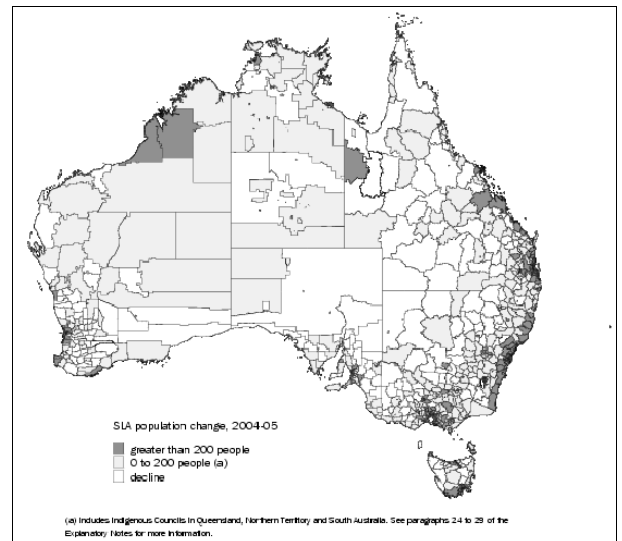 SLA population change, 2004-05
greater than 200 people
0 to 200 people (a)
decline
(a) Includes Indigenous Councils in Queensland, Northern Territory and South Australia. See paragraphs 24 to 29 of the
Explanatory Notes for more information.